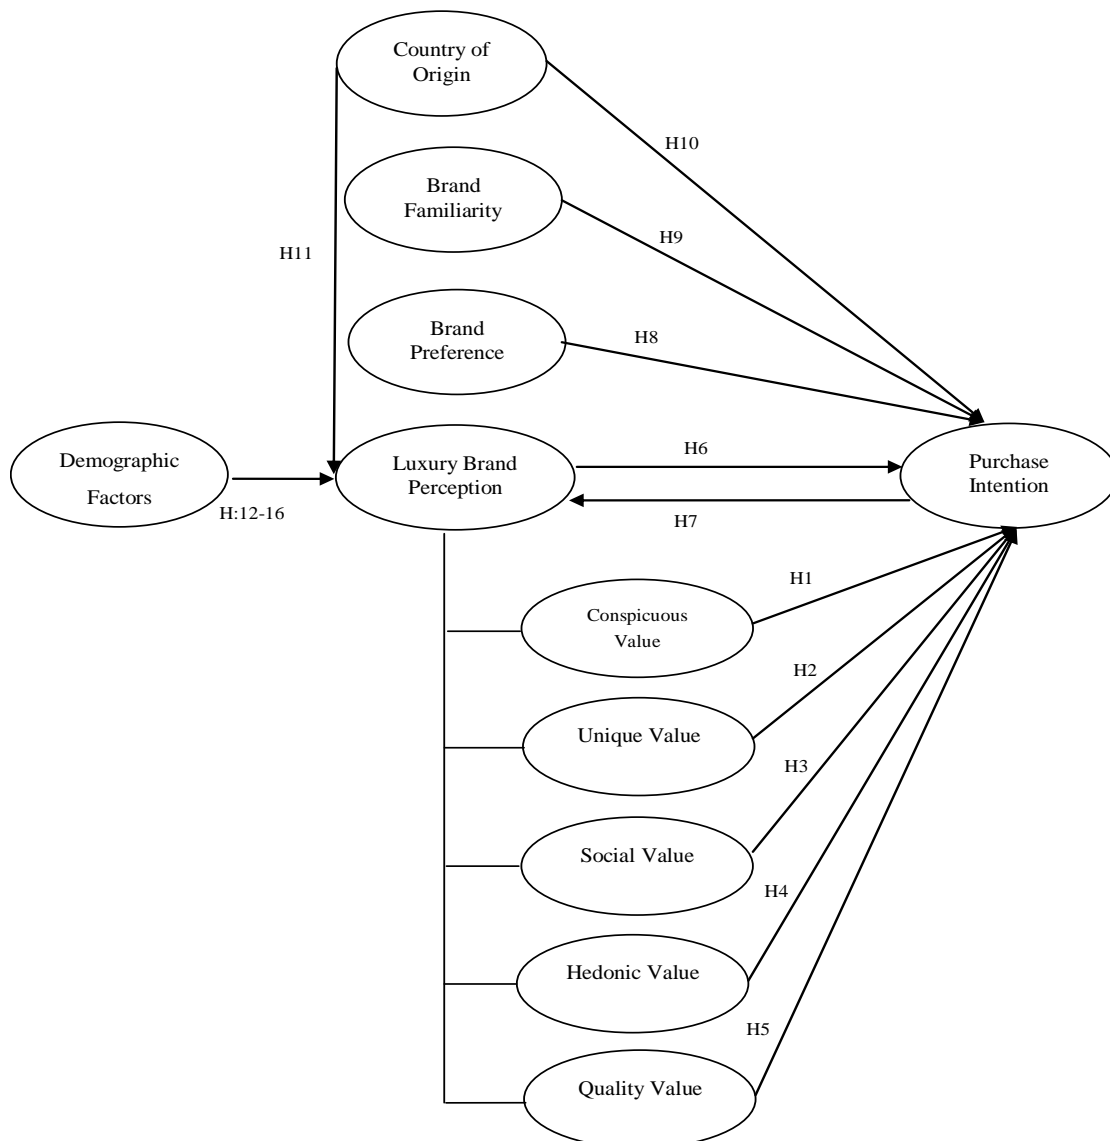 Country of
Origin
H10
Brand
Familiarity
H9
H11
Brand
Preference
H8
Demographic
Factors
H:12-16
Luxury Brand
Perception
H6
H7
Purchase
Intention
Conspicuous
Value
H1
Unique Value
H2
Social Value
H3
Hedonic Value
H4
Quality Value
H5